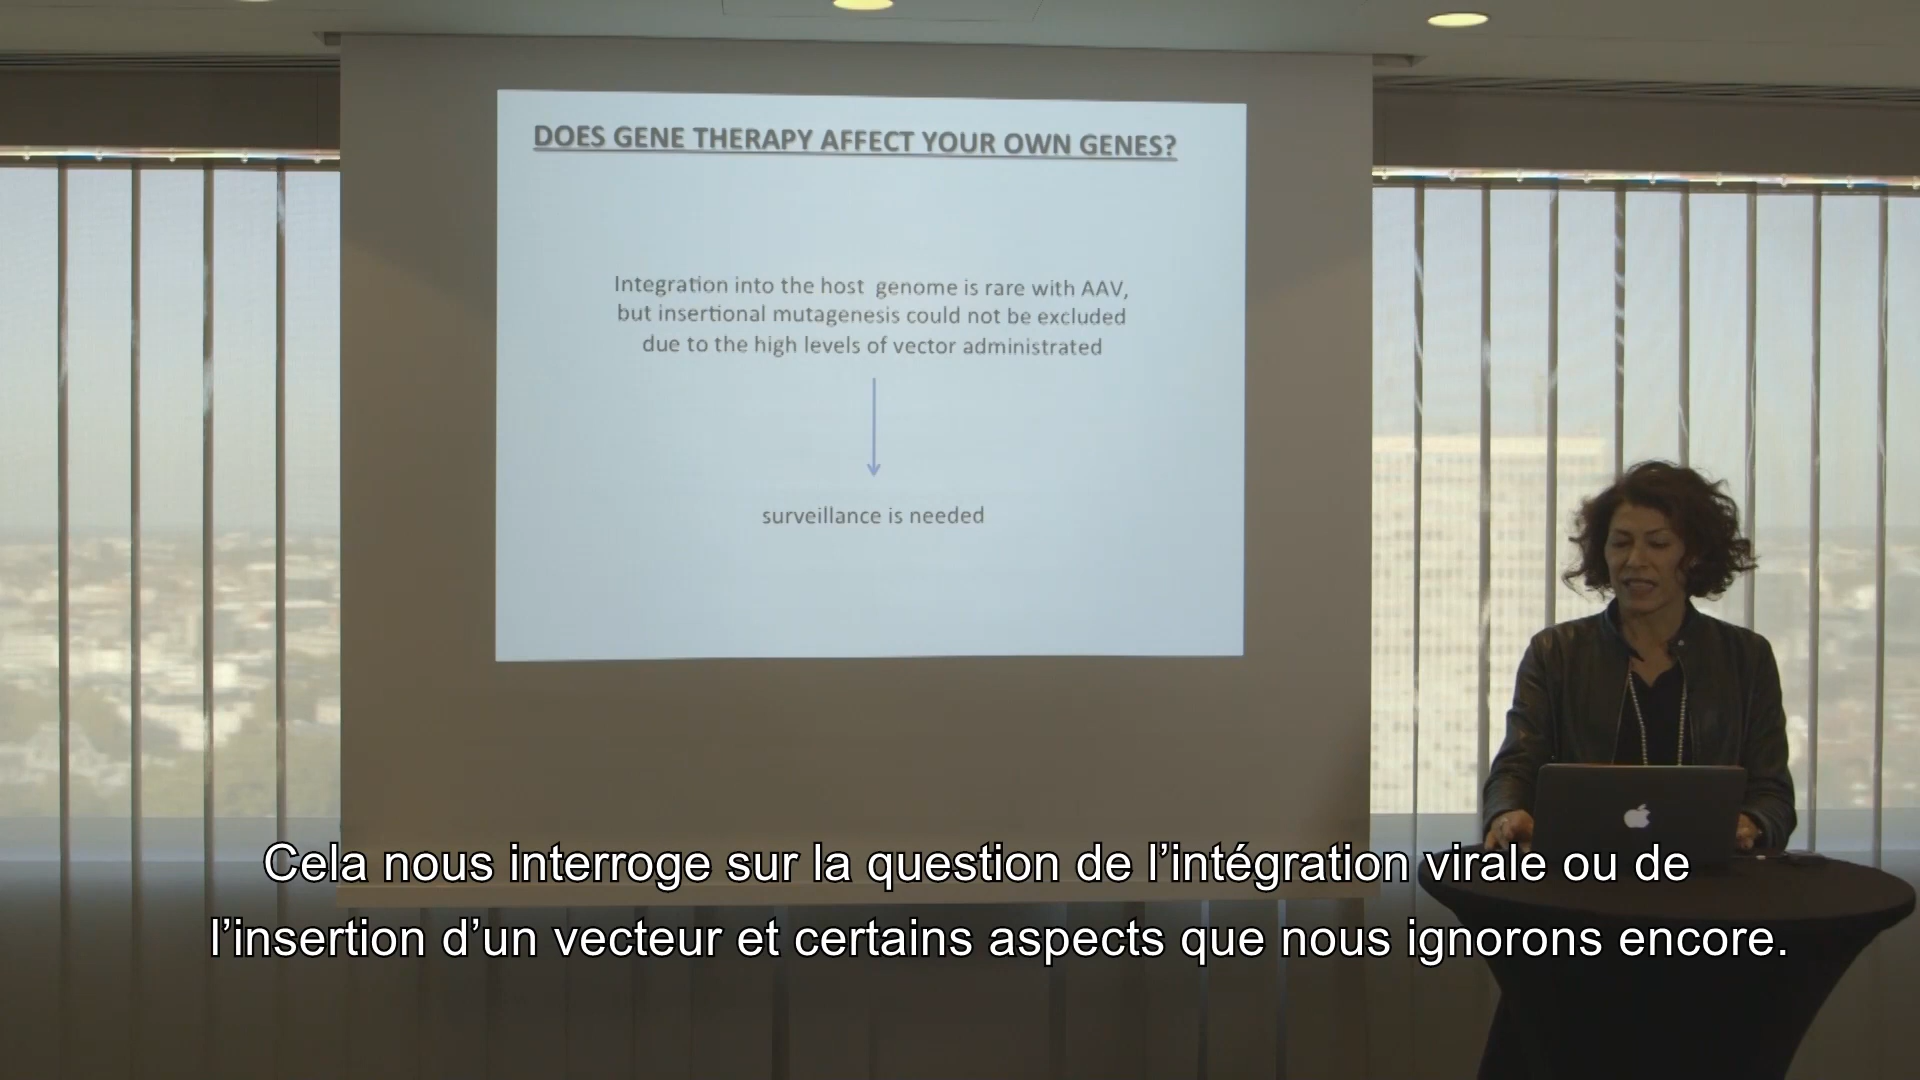 DOES GENE THERAPY AFFECT YOUR OWN GENES?
Integration into the host genome is rare with AAV,
but insertional mutagenesis could not be excluded
due to the high levels of vector administrated
surveillance is needed
Cela nous interroge sur la question de l’intégration virale ou de
l’insertion d’un vecteur et certains aspects que nous ignorons encore.